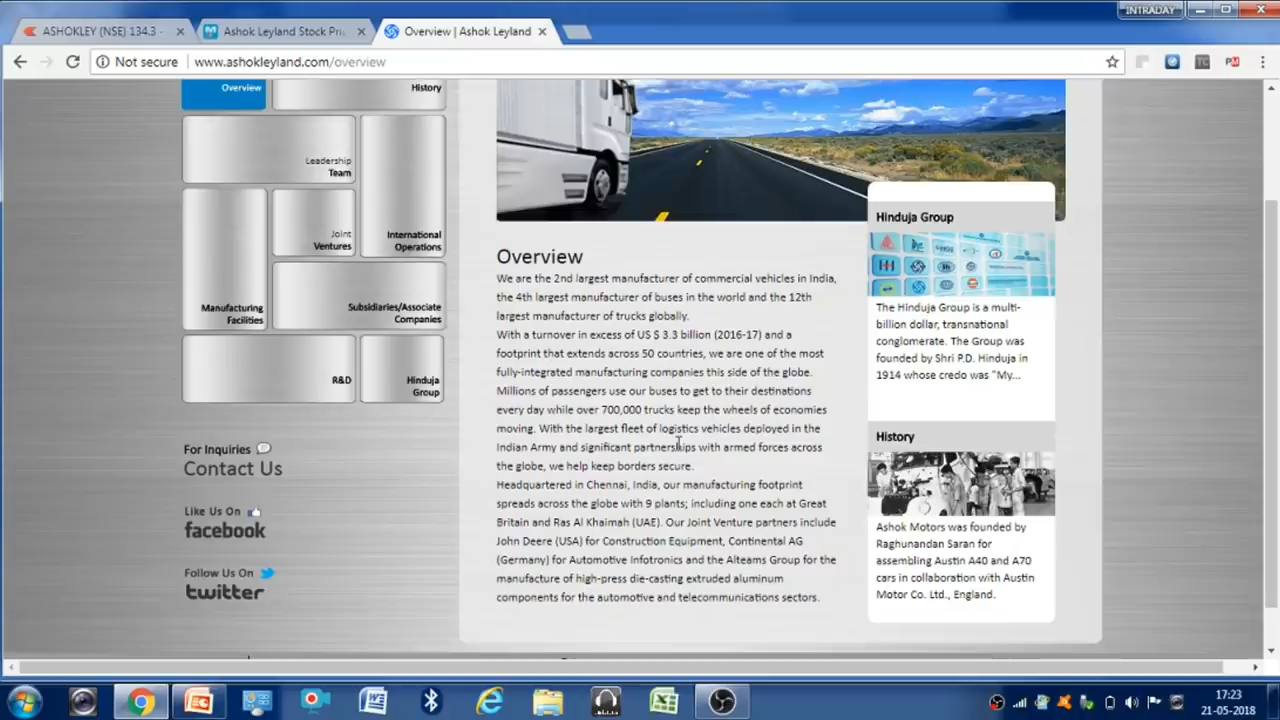 INTRADAY
ASHOKLEY (NSE) 134.3 -
Ashok Leyland Stock Pri
Overview | Ashok Leyland
Not secure
www.ashokleyland.com/overview
Overview
History
Leadership
Team
Joint
Ventures
International
Operations
Manufacturing
Facilities
Subsidiaries/Associate
Companies
R&D
Hinduja
Group
For Inquiries
Contact Us
Like Us On
facebook
Follow Us On
twitter
Overview
We are the 2nd largest manufacturer of commercial vehicles in India,
the 4th largest manufacturer of buses in the world and the 12th
largest manufacturer of trucks globally.
With a turnover in excess of US $ 3.3 billion (2016-17) and a
footprint that extends across 50 countries, we are one of the most
fully-integrated manufacturing companies this side of the globe.
Millions of passengers use our buses to get to their destinations
every day while over 700,000 trucks keep the wheels of economies
moving. With the largest fleet of logistics vehicles deployed in the
Indian Army and significant partnerships with armed forces across
the globe, we help keep borders secure.
Headquartered in Chennai, India, our manufacturing footprint
spreads across the globe with 9 plants; including one each at Great
Britain and Ras Al Khaimah (UAE). Our Joint Venture partners include
John Deere (USA) for Construction Equipment, Continental AG
(Germany) for Automotive Infotronics and the Alteams Group for the
manufacture of high-press die-casting extruded aluminum
components for the automotive and telecommunications sectors.
Hinduja Group
The Hinduja Group is a multi-
billion dollar, transnational
conglomerate. The Group was
founded by Shri P.D. Hinduja in
1914 whose credo was "My...
History
Ashok Motors was founded by
Raghunandan Saran for
assembling Austin A40 and A70
cars in collaboration with Austin
Motor Co. Ltd., England.
17:23
21-05-2018